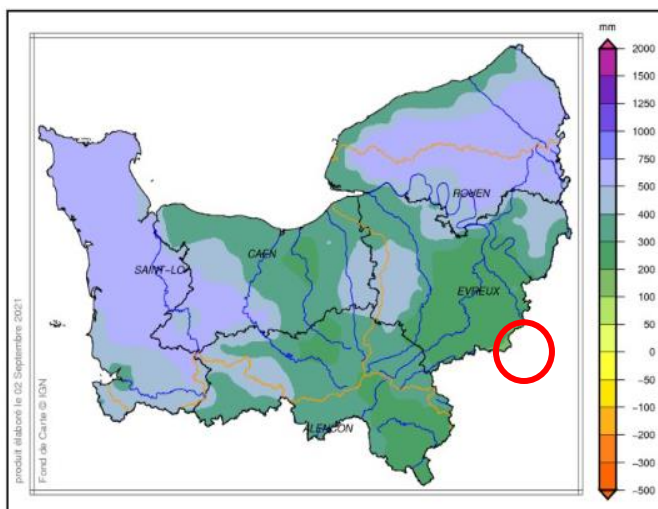 mm
2000
1500
1250
1000
750
500
400
300
200
100
50
0
−50
−100
−200
−300
−500
ROUEN
CAEN
SAINT−LO
EVREUX
ALENCON
produit élaboré le 02 Septembre 2021
Fond de Carte © IGN